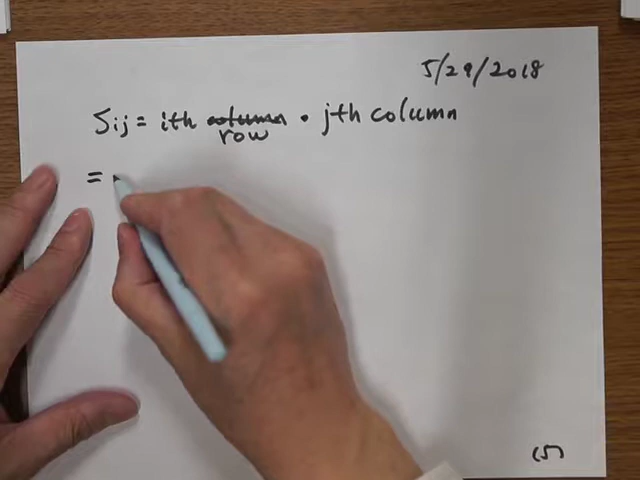 5/29/2018
Sij = ith column • jth column
row
=
(5)